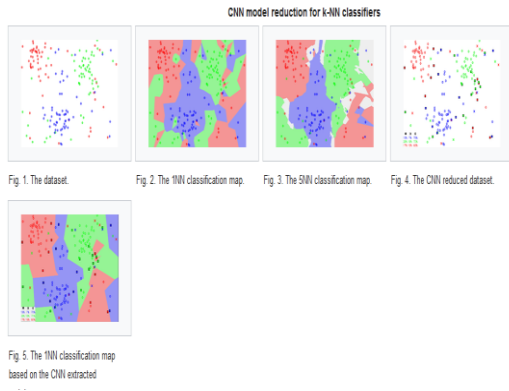 CNN model reduction for k-NN classifiers
Fig. 1. The dataset.
Fig. 2. The 1NN classification map.
Fig. 3. The 5NN classification map.
Fig. 4. The CNN reduced dataset.
Fig. 5. The 1NN classification map
based on the CNN extracted